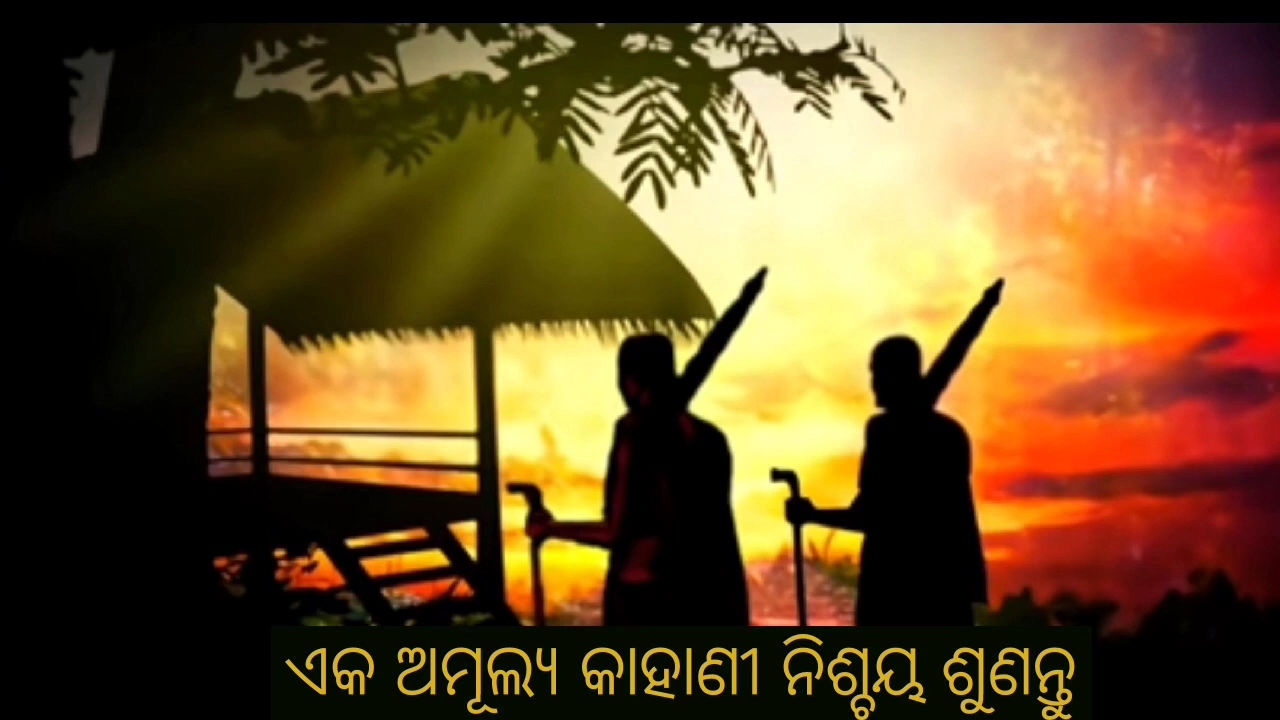 ଏକ ଅମୂଲ୍ୟ କାହାଣୀ ନିଶ୍ଚୟ ଶୁଣନ୍ତୁ